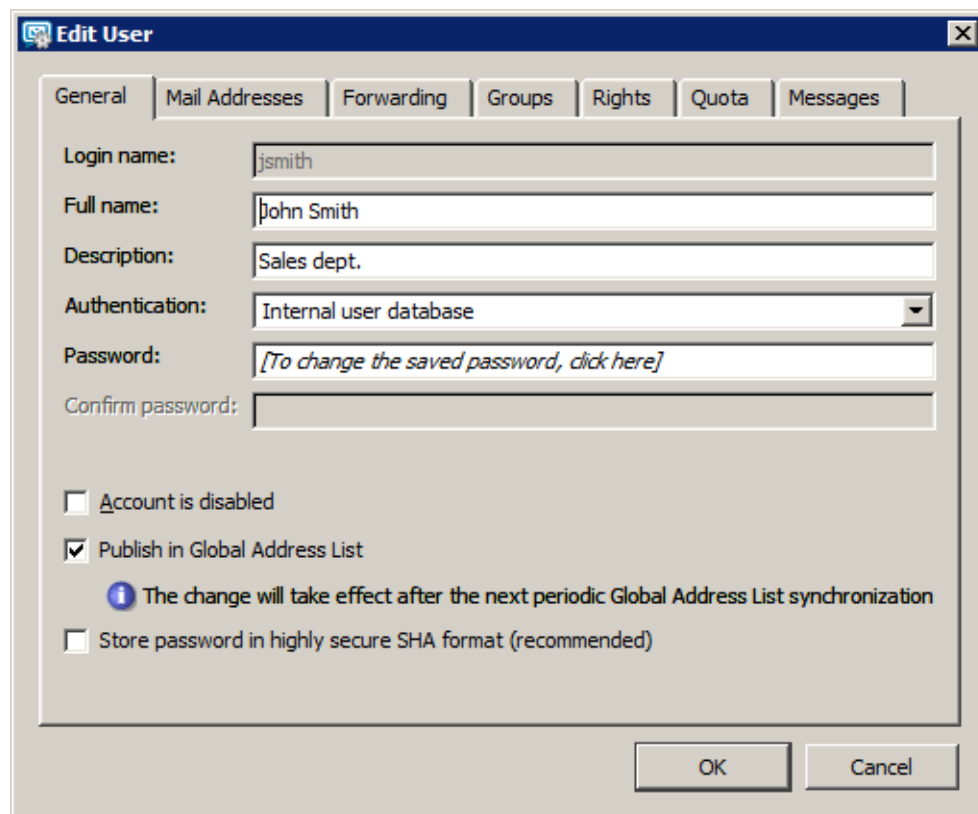 Edit User
General Mail Addresses Forwarding Groups Rights Quota Messages
Login name: jsmith
Full name: John Smith
Description: Sales dept.
Authentication: Internal user database
Password: [To change the saved password, click here]
Confirm password:
Account is disabled
Publish in Global Address List
The change will take effect after the next periodic Global Address List synchronization
Store password in highly secure SHA format (recommended)
OK Cancel